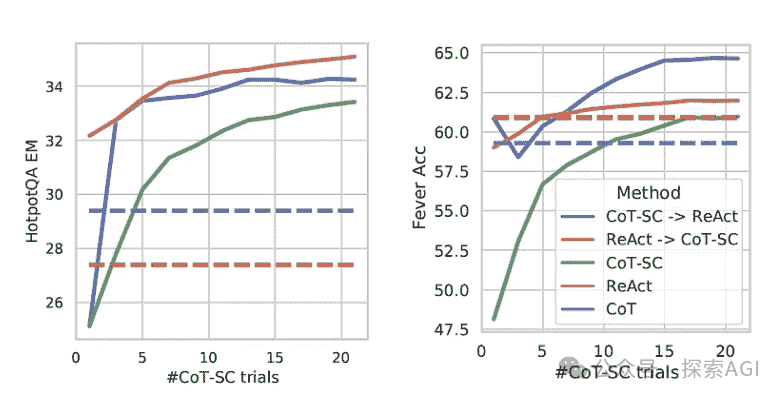 HotpotQA EM
34
32
30
28
26
0 5 10 15 20
#CoT-SC trials
Fever Acc
65.0
62.5
60.0
57.5
55.0
52.5
50.0
47.5
Method
CoT-SC -> ReAct
ReAct -> CoT-SC
CoT-SC
ReAct
CoT
0 5 10 15 20
#CoT-SC trials
公众号 · 探索AGI